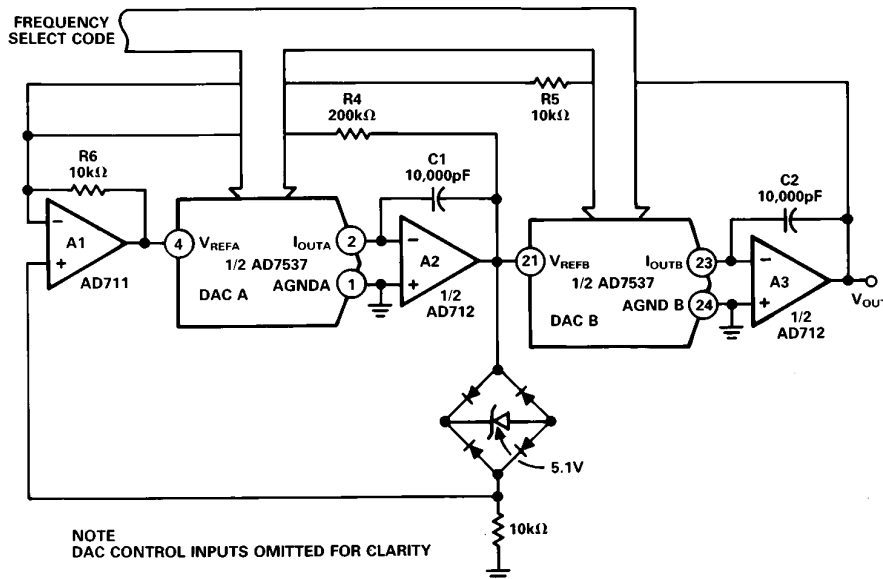 FREQUENCY
SELECT CODE
R4
200kΩ
R5
10kΩ
R6
10kΩ
C1
10,000pF
C2
10,000pF
A1
AD711
4
VREFA
IOUTA
2
1/2 AD7537
AGNDA
1
DAC A
A2
1/2
AD712
21
VREFB
IOUTB
23
1/2 AD7537
AGND B
24
DAC B
A3
1/2
AD712
VOUT
5.1V
10kΩ
NOTE
DAC CONTROL INPUTS OMITTED FOR CLARITY